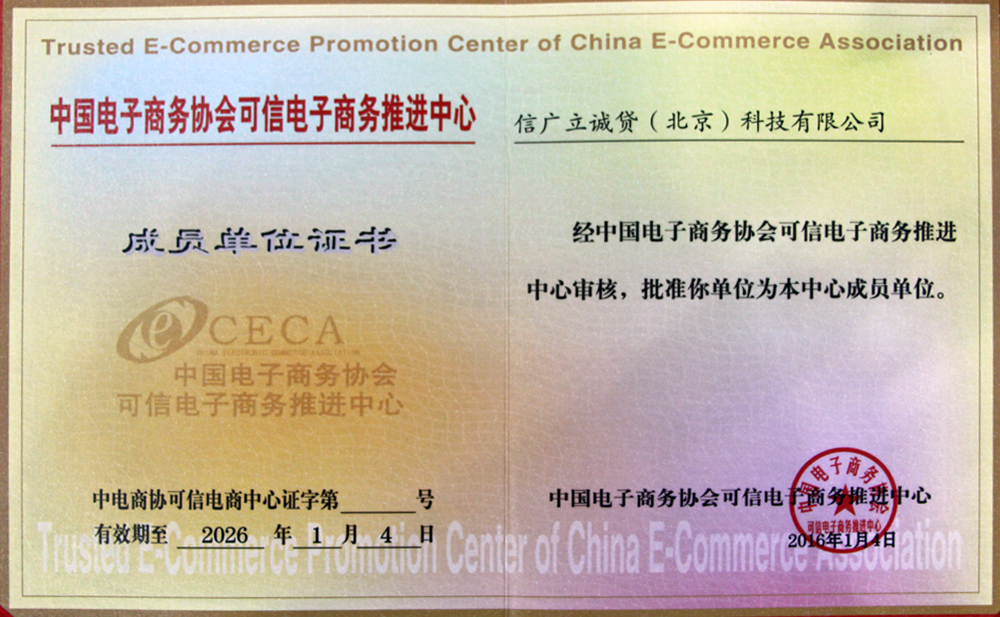 Trusted E-Commerce Promotion Center of China E-Commerce Association
中国电子商务协会可信电子商务推进中心
成员单位证书
CECA
CHINA ELECTRONIC COMMERCE ASSOCIATION
中国电子商务协会
可信电子商务推进中心
中电商协可信电商中心证字第______号
有效期至 2026 年 1 月 4 日
信广立诚贷（北京）科技有限公司
经中国电子商务协会可信电子商务推进
中心审核，批准你单位为本中心成员单位。
中国电子商务协会可信电子商务推进中心
中国电子商务协会
可信电子商务推进中心
2016年1月4日
Trusted E-Commerce Promotion Center of China E-Commerce Association